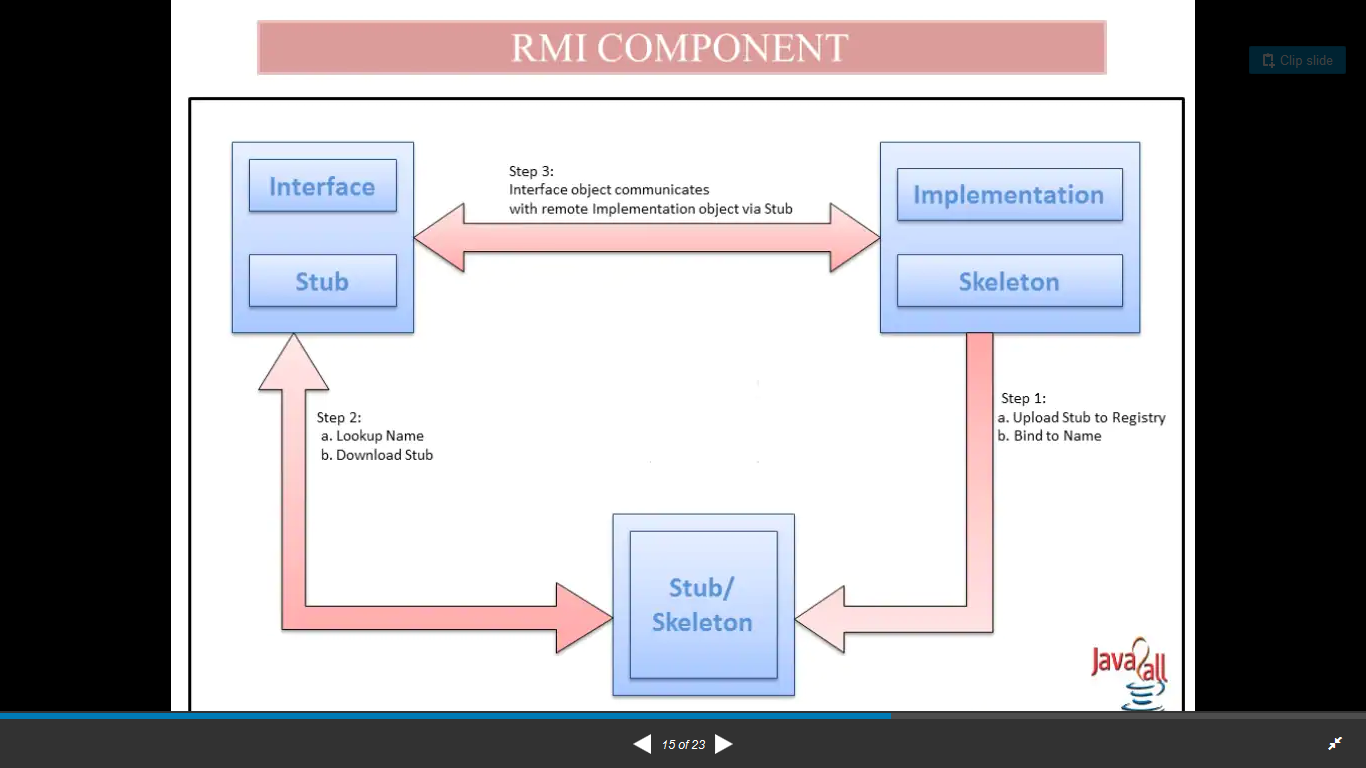 RMI COMPONENT
Clip slide
Interface
Stub
Step 3:
Interface object communicates
with remote Implementation object via Stub
Implementation
Skeleton
Step 2:
a. Lookup Name
b. Download Stub
Step 1:
a. Upload Stub to Registry
b. Bind to Name
Stub/
Skeleton
Java2all
15 of 23